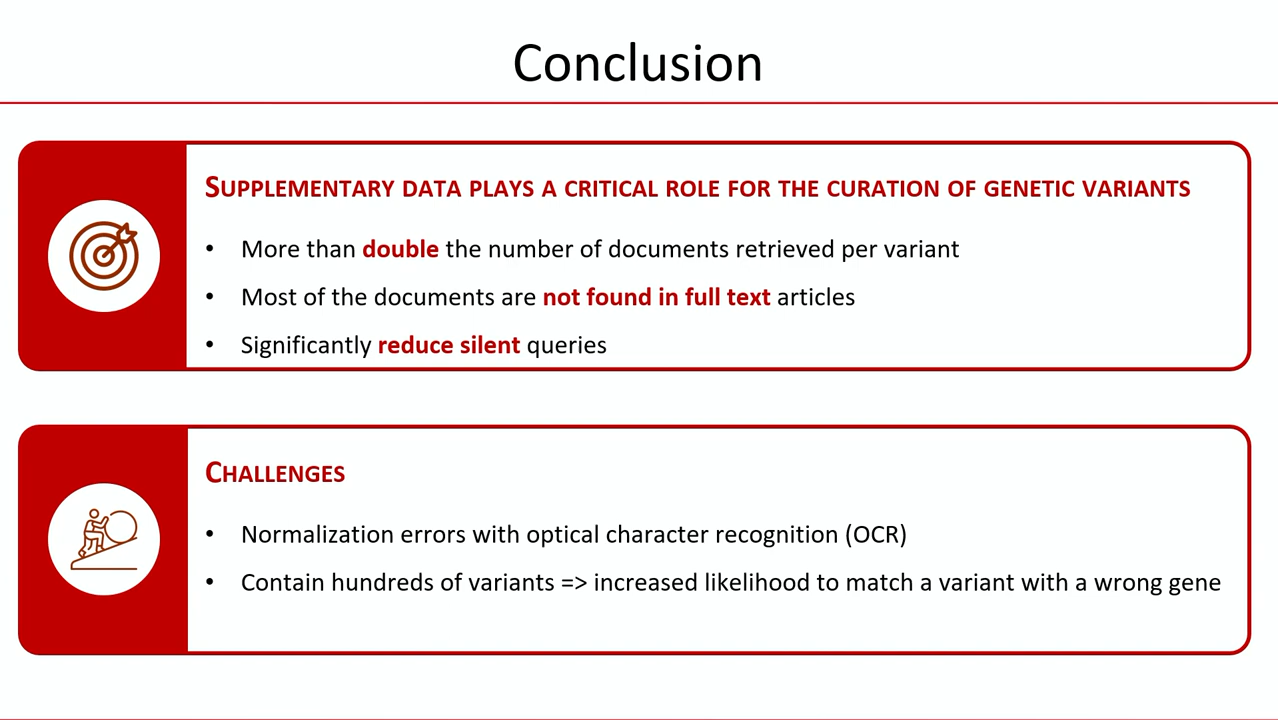 Conclusion
SUPPLEMENTARY DATA PLAYS A CRITICAL ROLE FOR THE CURATION OF GENETIC VARIANTS
• More than double the number of documents retrieved per variant
• Most of the documents are not found in full text articles
• Significantly reduce silent queries
CHALLENGES
• Normalization errors with optical character recognition (OCR)
• Contain hundreds of variants => increased likelihood to match a variant with a wrong gene